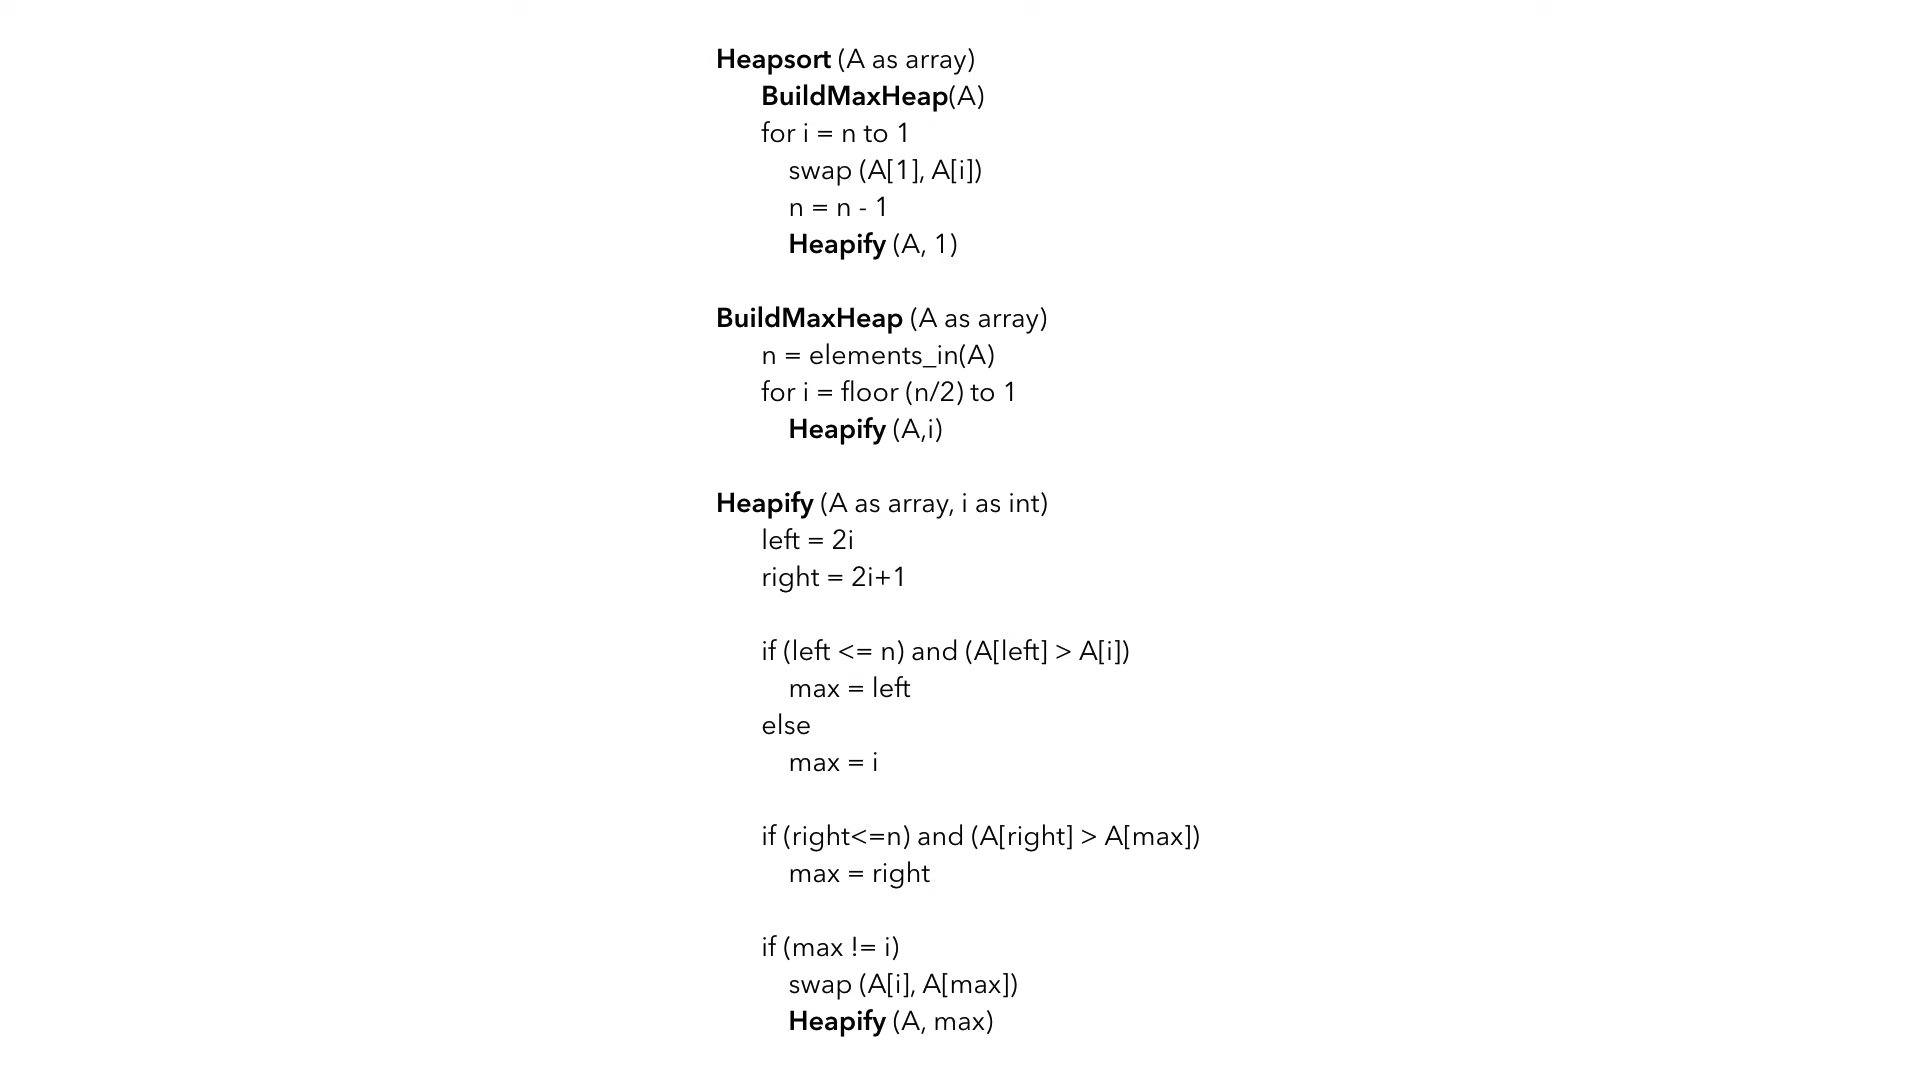 Heapsort (A as array)
BuildMaxHeap(A)
for i = n to 1
swap (A[1], A[i])
n = n - 1
Heapify (A, 1)
BuildMaxHeap (A as array)
n = elements_in(A)
for i = floor (n/2) to 1
Heapify (A,i)
Heapify (A as array, i as int)
left = 2i
right = 2i+1
if (left <= n) and (A[left] > A[i])
max = left
else
max = i
if (right<=n) and (A[right] > A[max])
max = right
if (max != i)
swap (A[i], A[max])
Heapify (A, max)